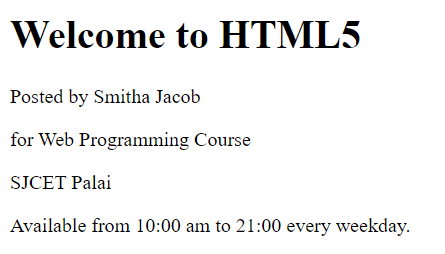 Welcome to HTML5
Posted by Smitha Jacob
for Web Programming Course
SJCET Palai
Available from 10:00 am to 21:00 every weekday.